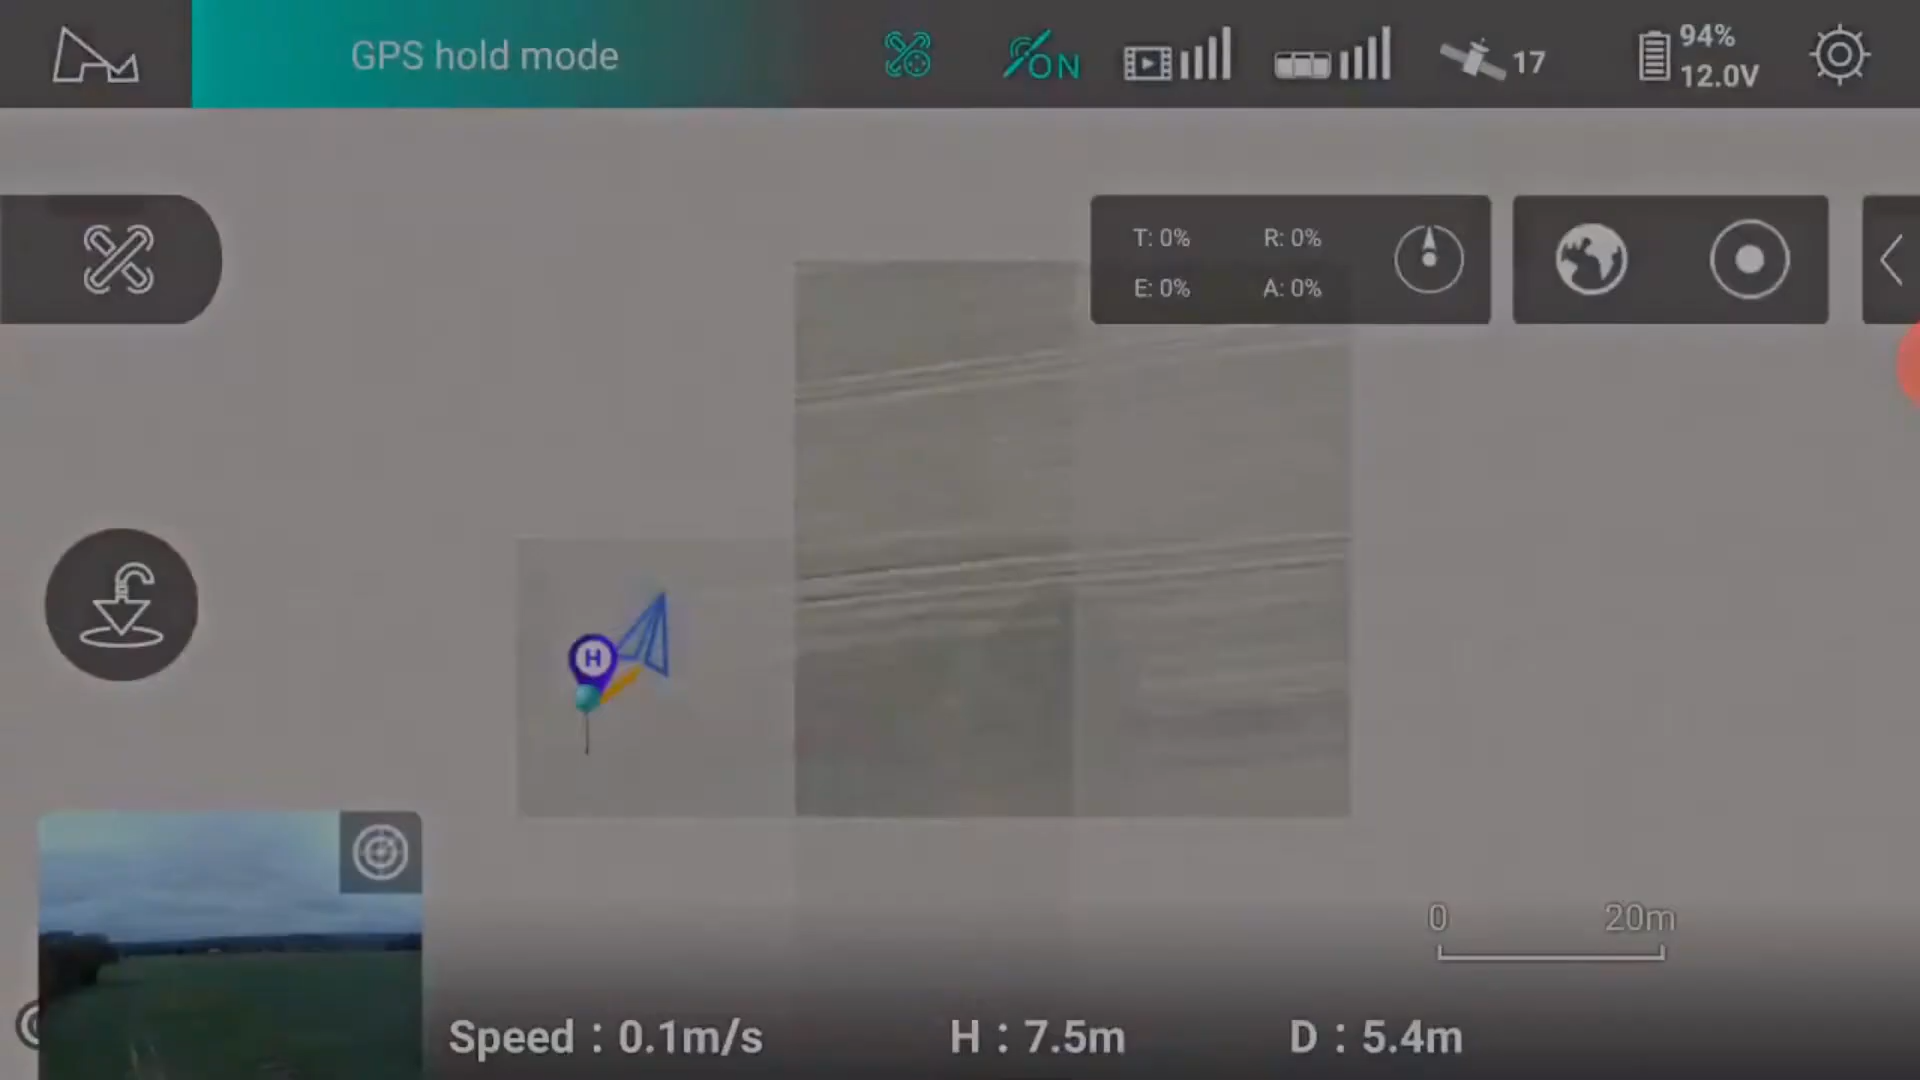 GPS hold mode
ON
17
94%
12.0V
T: 0% R: 0%
E: 0% A: 0%
H
0 20m
Speed : 0.1m/s H : 7.5m D : 5.4m